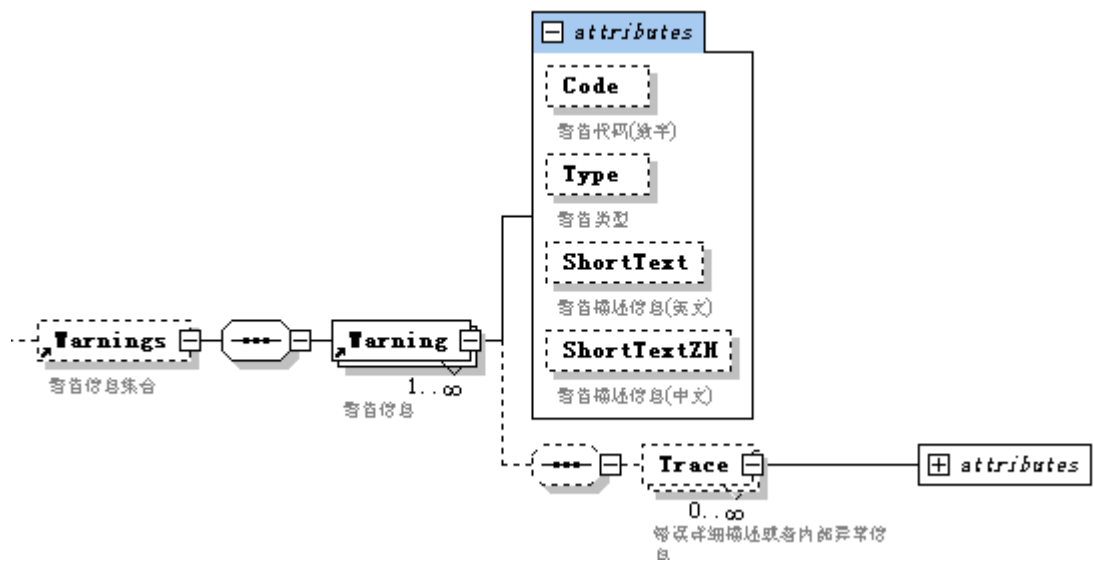 attributes
Code
警告代码(数字)
Type
警告类型
ShortText
警告描述信息(英文)
ShortTextZH
警告描述信息(中文)
Warnings
警告信息集合
Warning
1..∞
警告信息
Trace
0..∞
错误详细描述或者内部异常信
息
attributes